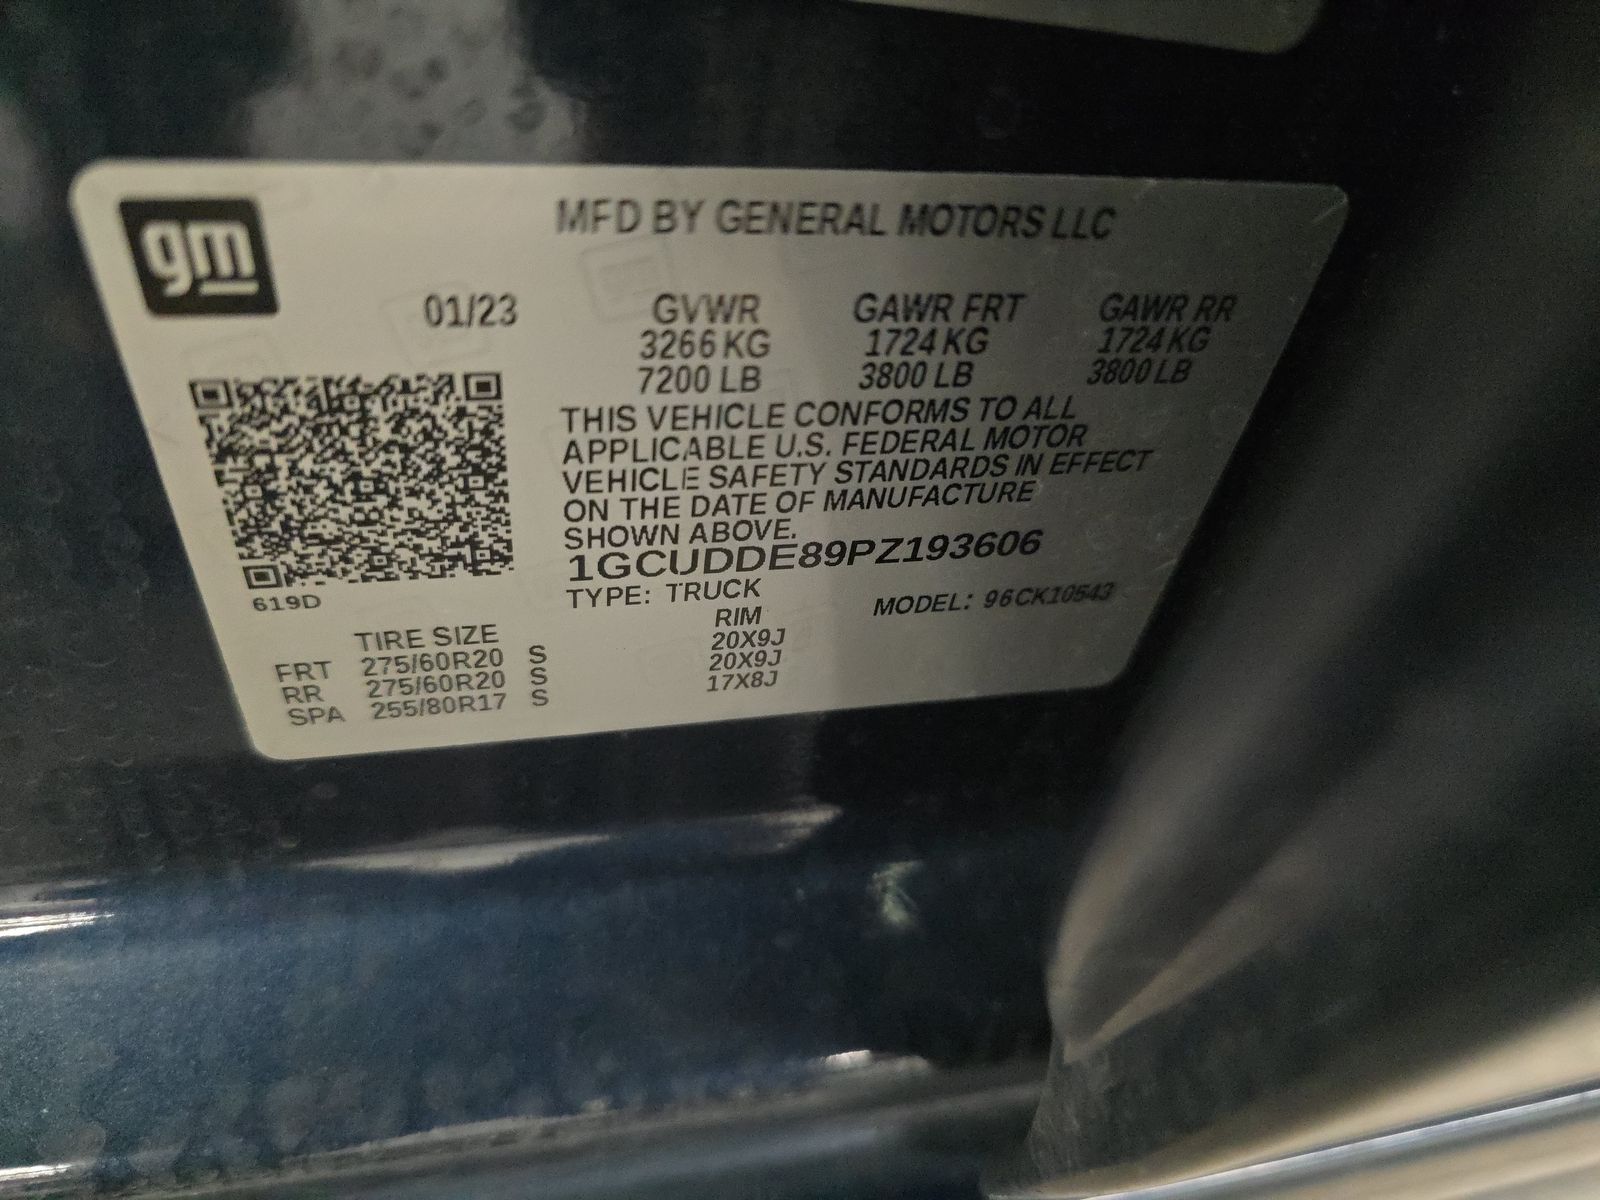 gm
MFD BY GENERAL MOTORS LLC
01/23 GVWR GAWR FRT GAWR RR
3266 KG 1724 KG 1724 KG
7200 LB 3800 LB 3800 LB
THIS VEHICLE CONFORMS TO ALL
APPLICABLE U.S. FEDERAL MOTOR
VEHICLE SAFETY STANDARDS IN EFFECT
ON THE DATE OF MANUFACTURE
SHOWN ABOVE.
1GCUDDE89PZ193606
619D
TYPE: TRUCK MODEL: 96CK10543
TIRE SIZE RIM
FRT 275/60R20 S 20X9J
RR 275/60R20 S 20X9J
SPA 255/80R17 S 17X8J